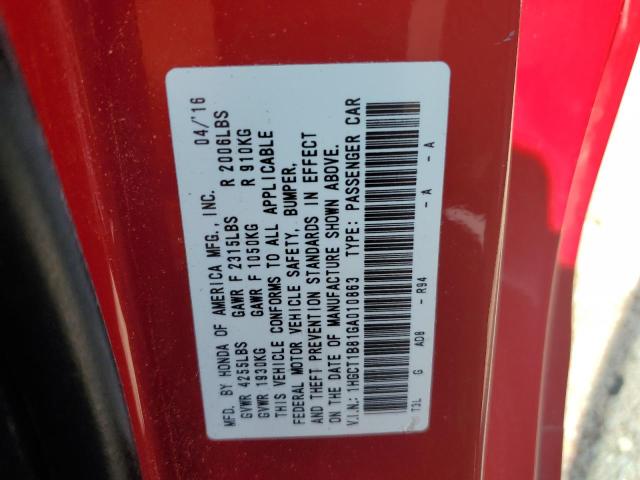 MFD. BY HONDA OF AMERICA MFG., INC. 04/'16
GVWR 4255LBS GAWR F 2315LBS R 2006LBS
GVWR 1930KG GAWR F 1050KG R 910KG
THIS VEHICLE CONFORMS TO ALL APPLICABLE
FEDERAL MOTOR VEHICLE SAFETY, BUMPER,
AND THEFT PREVENTION STANDARDS IN EFFECT
ON THE DATE OF MANUFACTURE SHOWN ABOVE.
V.I.N.: 1HGCT1B81GA010863 TYPE: PASSENGER CAR
T3L G AD8 - R94 - A - A